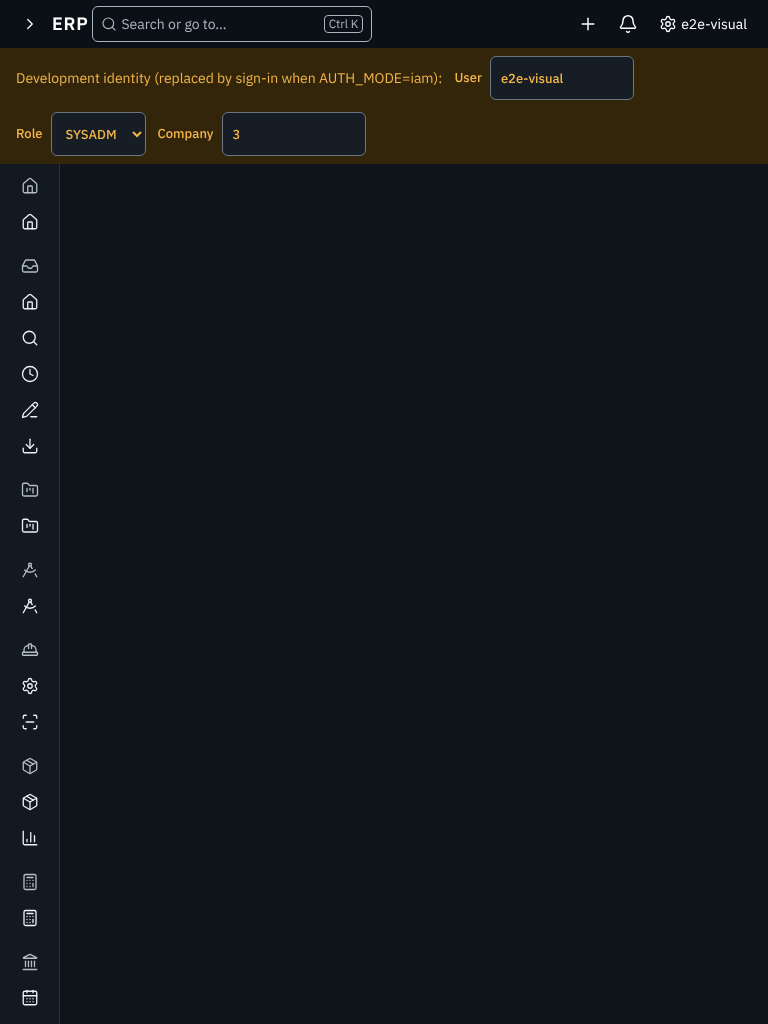 ERP Search or go to... Ctrl K e2e-visual
Development identity (replaced by sign-in when AUTH_MODE=iam): User e2e-visual
Role SYSADM Company 3